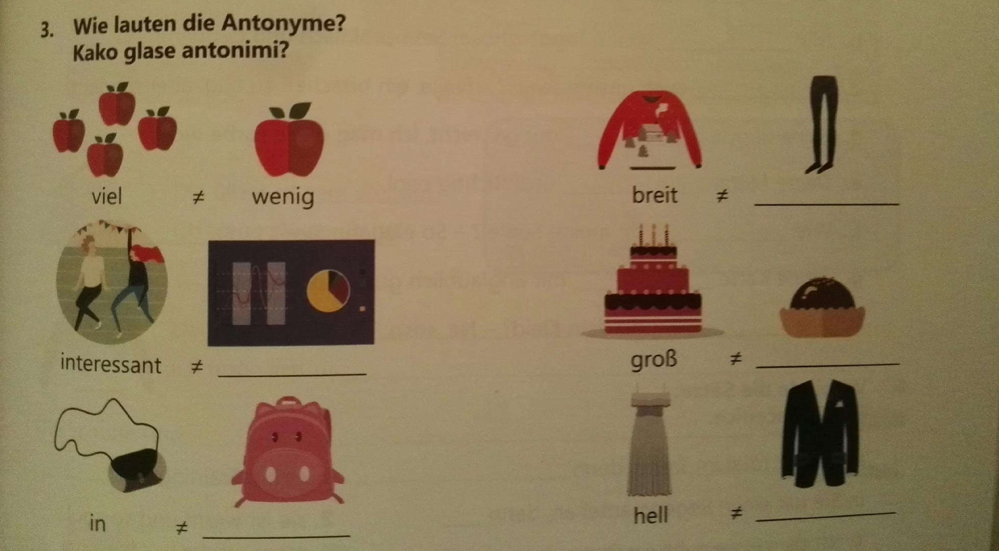 3. Wie lauten die Antonyme?
Kako glase antonimi?
viel ≠ wenig
breit ≠
interessant ≠
groß ≠
in ≠
hell ≠